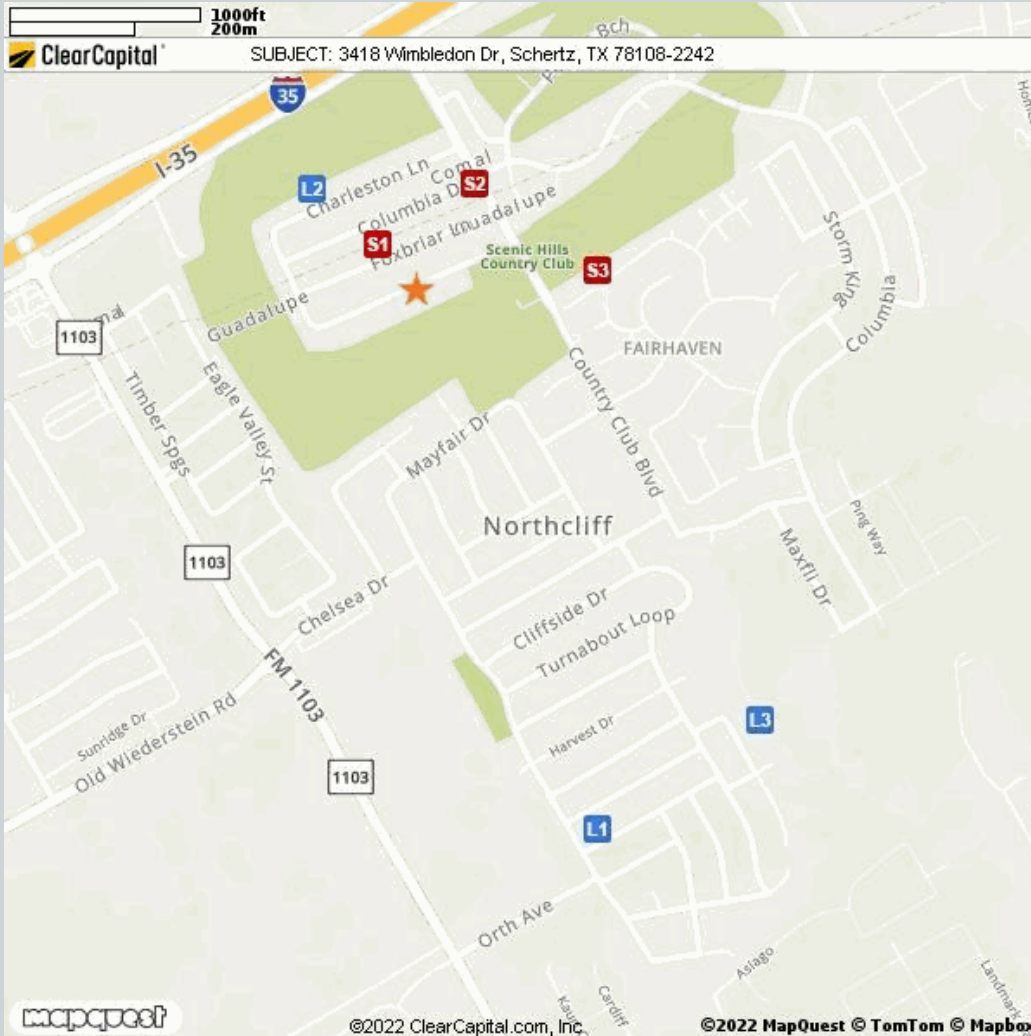 1000ft
200m
ClearCapital
SUBJECT: 3418 Wimbledon Dr, Schertz, TX 78108-2242
Bch
35
I-35
L2
Charleston Ln
Comal
S2
Columbia D
S1
Foxbriar Ln
Guadalupe
Scenic Hills
Country Club
S3
Storm King
Columbia
Guadalupe
1103
mal
FAIRHAVEN
Timber Spgs
Eagle Valley St
Country Club Blvd
Mayfair Dr
Northcliff
Ping Way
Maxfli Dr
1103
Chelsea Dr
Cliffside Dr
Turnabout Loop
FM 1103
Sunridge Dr
Old Wiederstein Rd
Harvest Dr
L3
1103
L1
Orth Ave
Asiago
Landmark
Cardiff
mapquest
©2022 ClearCapital.com, Inc
©2022 MapQuest © TomTom © Mapbox